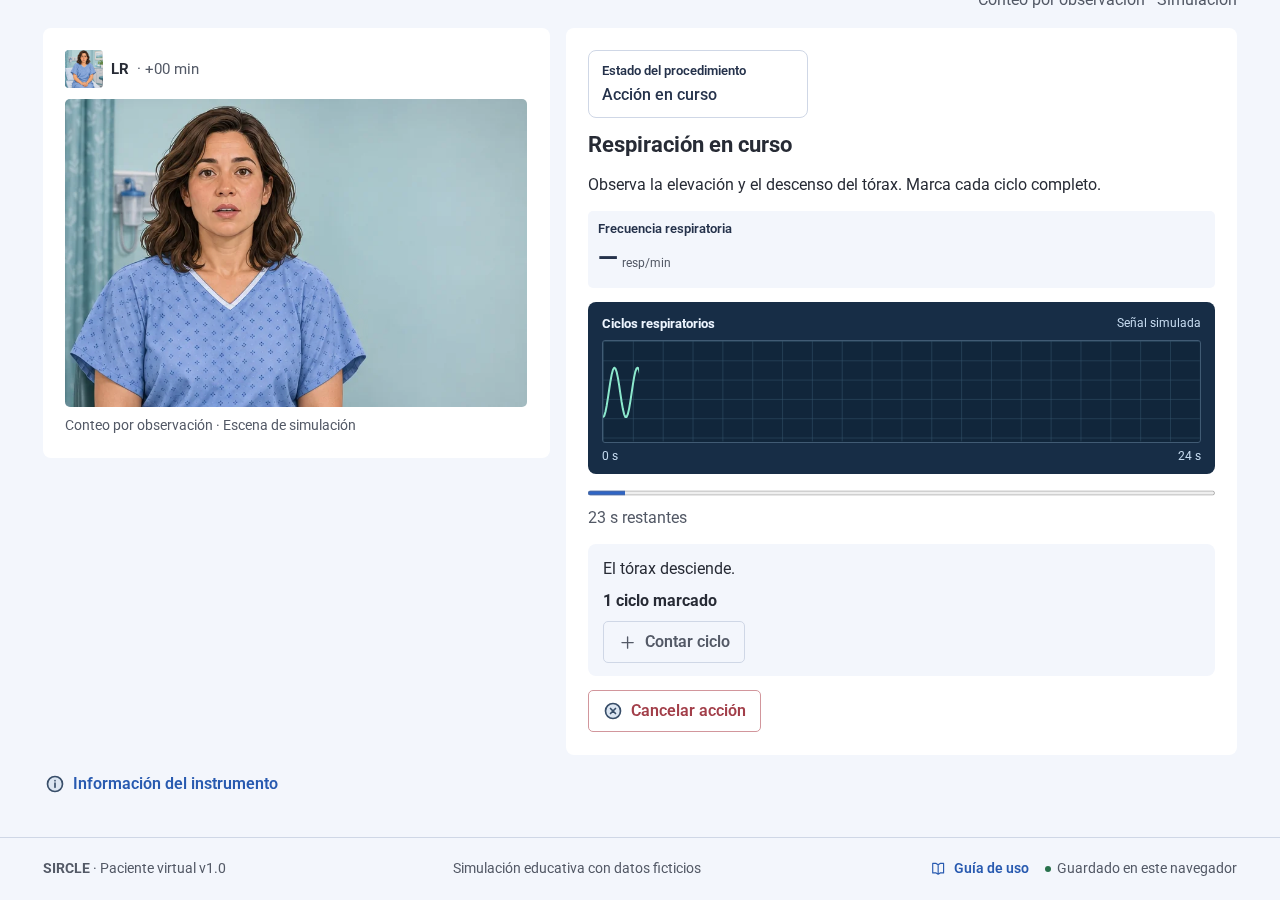 Conteo por observación · Simulación
LR · +00 min
Conteo por observación · Escena de simulación
Estado del procedimiento
Acción en curso
Respiración en curso
Observa la elevación y el descenso del tórax. Marca cada ciclo completo.
Frecuencia respiratoria
— resp/min
Ciclos respiratorios
Señal simulada
0 s
24 s
23 s restantes
El tórax desciende.
1 ciclo marcado
Contar ciclo
Cancelar acción
Información del instrumento
SIRCLE · Paciente virtual v1.0
Simulación educativa con datos ficticios
Guía de uso
Guardado en este navegador